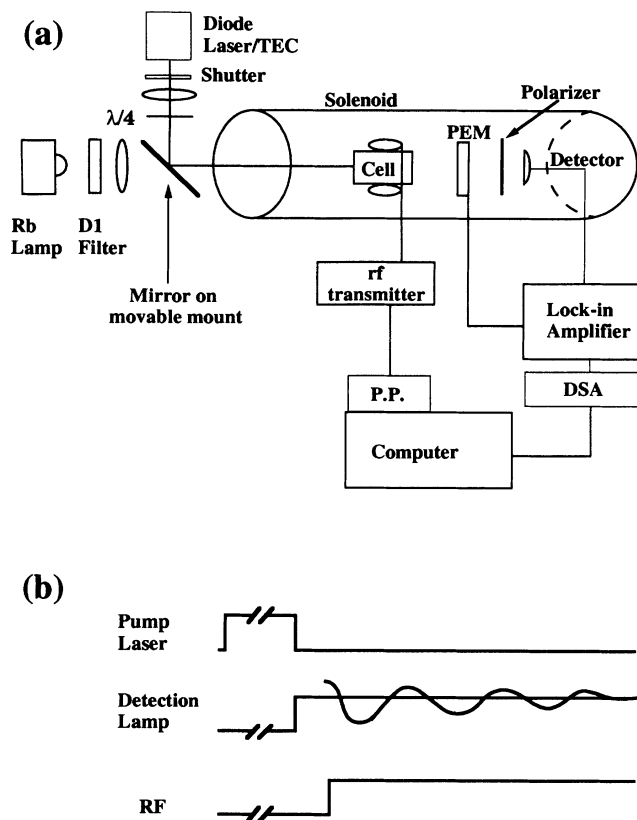 (a)
Diode
Laser/TEC
Shutter
λ/4
Solenoid
Polarizer
PEM
Cell
Detector
Rb
Lamp
D1
Filter
Mirror on
movable mount
rf
transmitter
Lock-in
Amplifier
P.P.
DSA
Computer
(b)
Pump
Laser
Detection
Lamp
RF